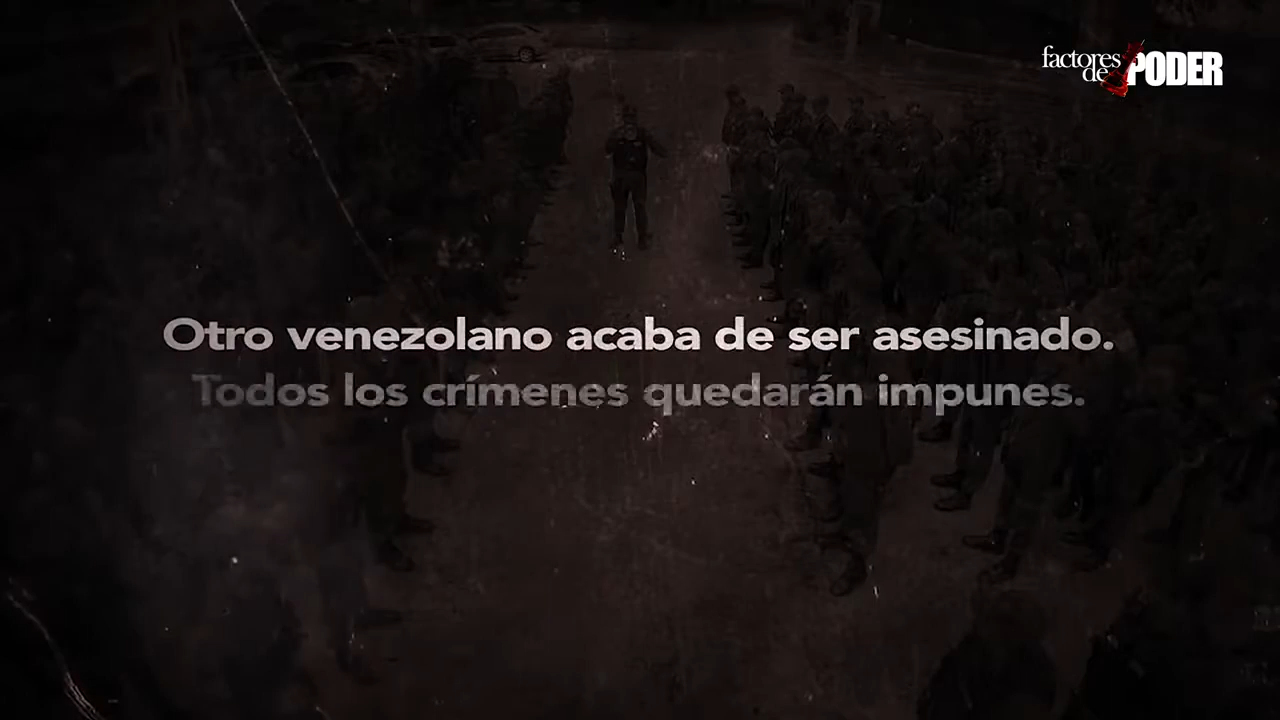 factores
de PODER
Otro venezolano acaba de ser asesinado.
Todos los crímenes quedarán impunes.